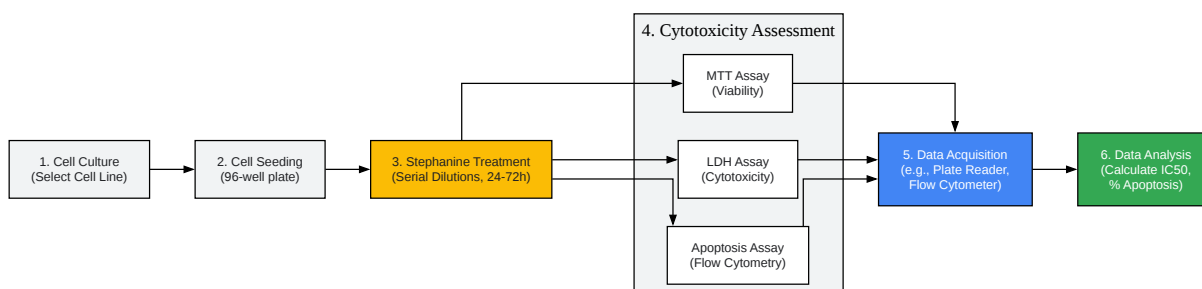 4. Cytotoxicity Assessment
MTT Assay
(Viability)
1. Cell Culture
(Select Cell Line)
2. Cell Seeding
(96-well plate)
3. Stephanine Treatment
(Serial Dilutions, 24-72h)
LDH Assay
(Cytotoxicity)
Apoptosis Assay
(Flow Cytometry)
5. Data Acquisition
(e.g., Plate Reader,
Flow Cytometer)
6. Data Analysis
(Calculate IC50,
% Apoptosis)